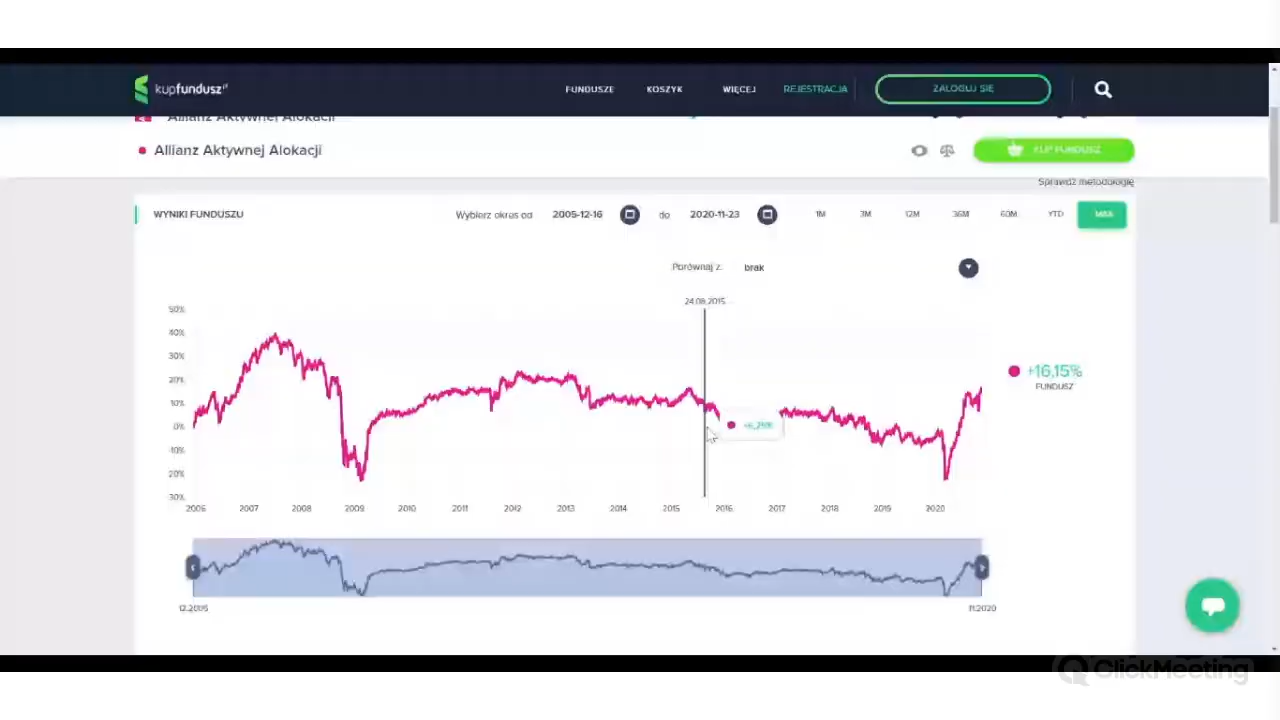 kupfundusz.pl FUNDUSZE KOSZYK WIĘCEJ REJESTRACJA ZALOGUJ SIĘ
Allianz Aktywnej Alokacji
Allianz Aktywnej Alokacji KUP FUNDUSZ
Sprawdź metodologię
WYNIKI FUNDUSZU Wybierz okres od 2005-12-16 do 2020-11-23 1M 3M 12M 36M 60M YTD MAX
Porównaj z: brak
24.08.2015
50%
40%
30%
20%
10%
0%
10%
20%
30%
+16,15%
FUNDUSZ
+6,25%
2006 2007 2008 2009 2010 2011 2012 2013 2014 2015 2016 2017 2018 2019 2020
12.2005 11.2020
ClickMeeting